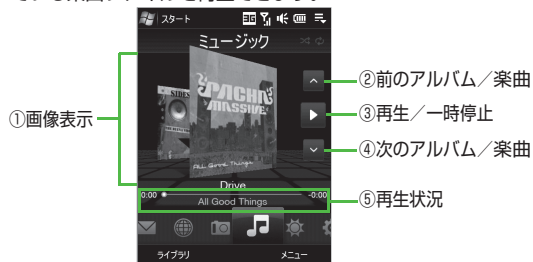 スタート
ミュージック
SIDES
PACHA
MASSIVE
ALL Good Things
①画像表示
②前のアルバム／楽曲
③再生／一時停止
④次のアルバム／楽曲
Drive
0:00
-0:00
All Good Things
⑤再生状況
ライブラリ
メニュー